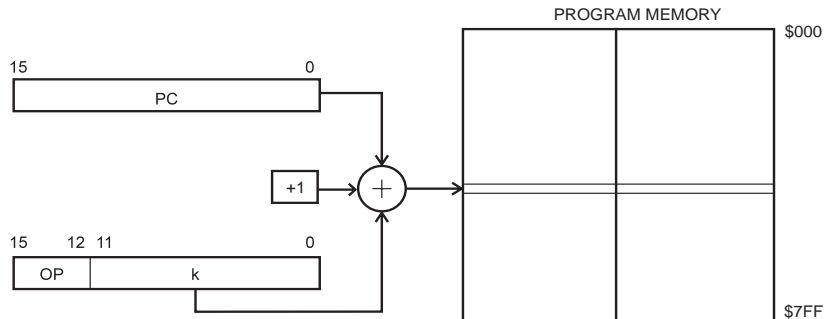 PROGRAM MEMORY
$000
15 0
PC
+1
+
15 12 11 0
OP k
$7FF